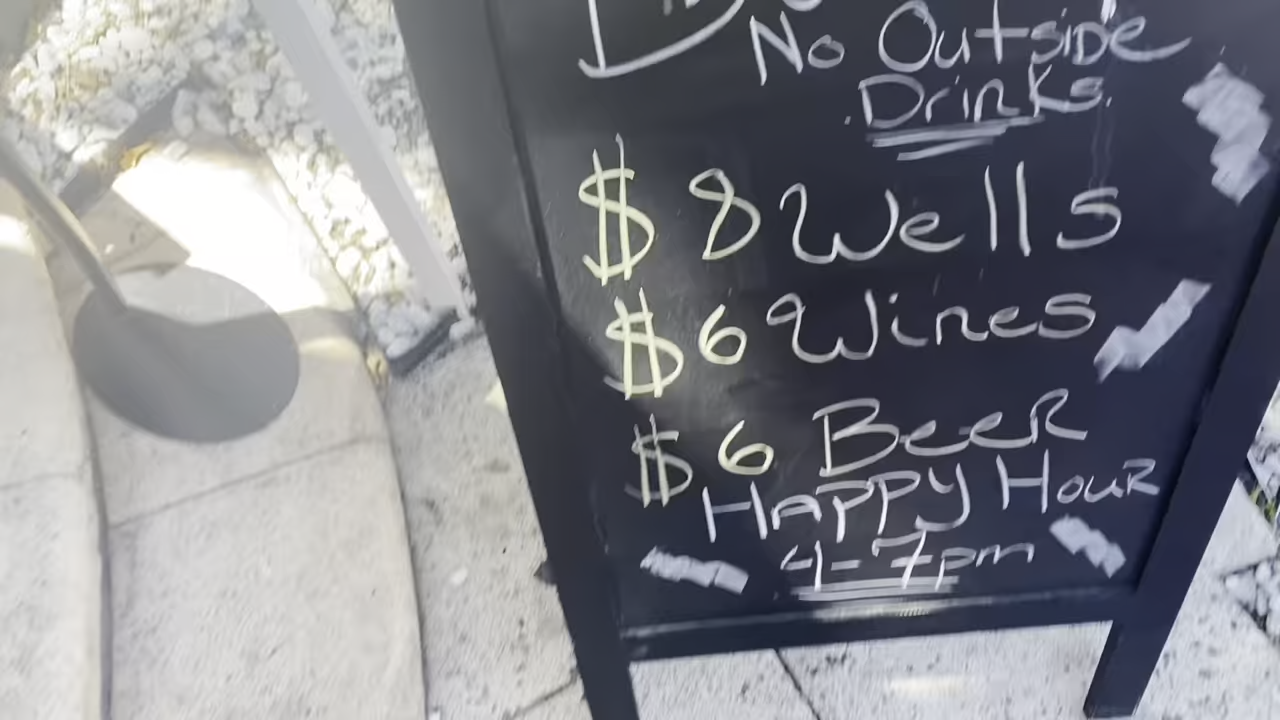 No Outside
Drinks.
$ 8 Wells
$ 6 Wines
$ 6 Beer
Happy Hour
4-7pm